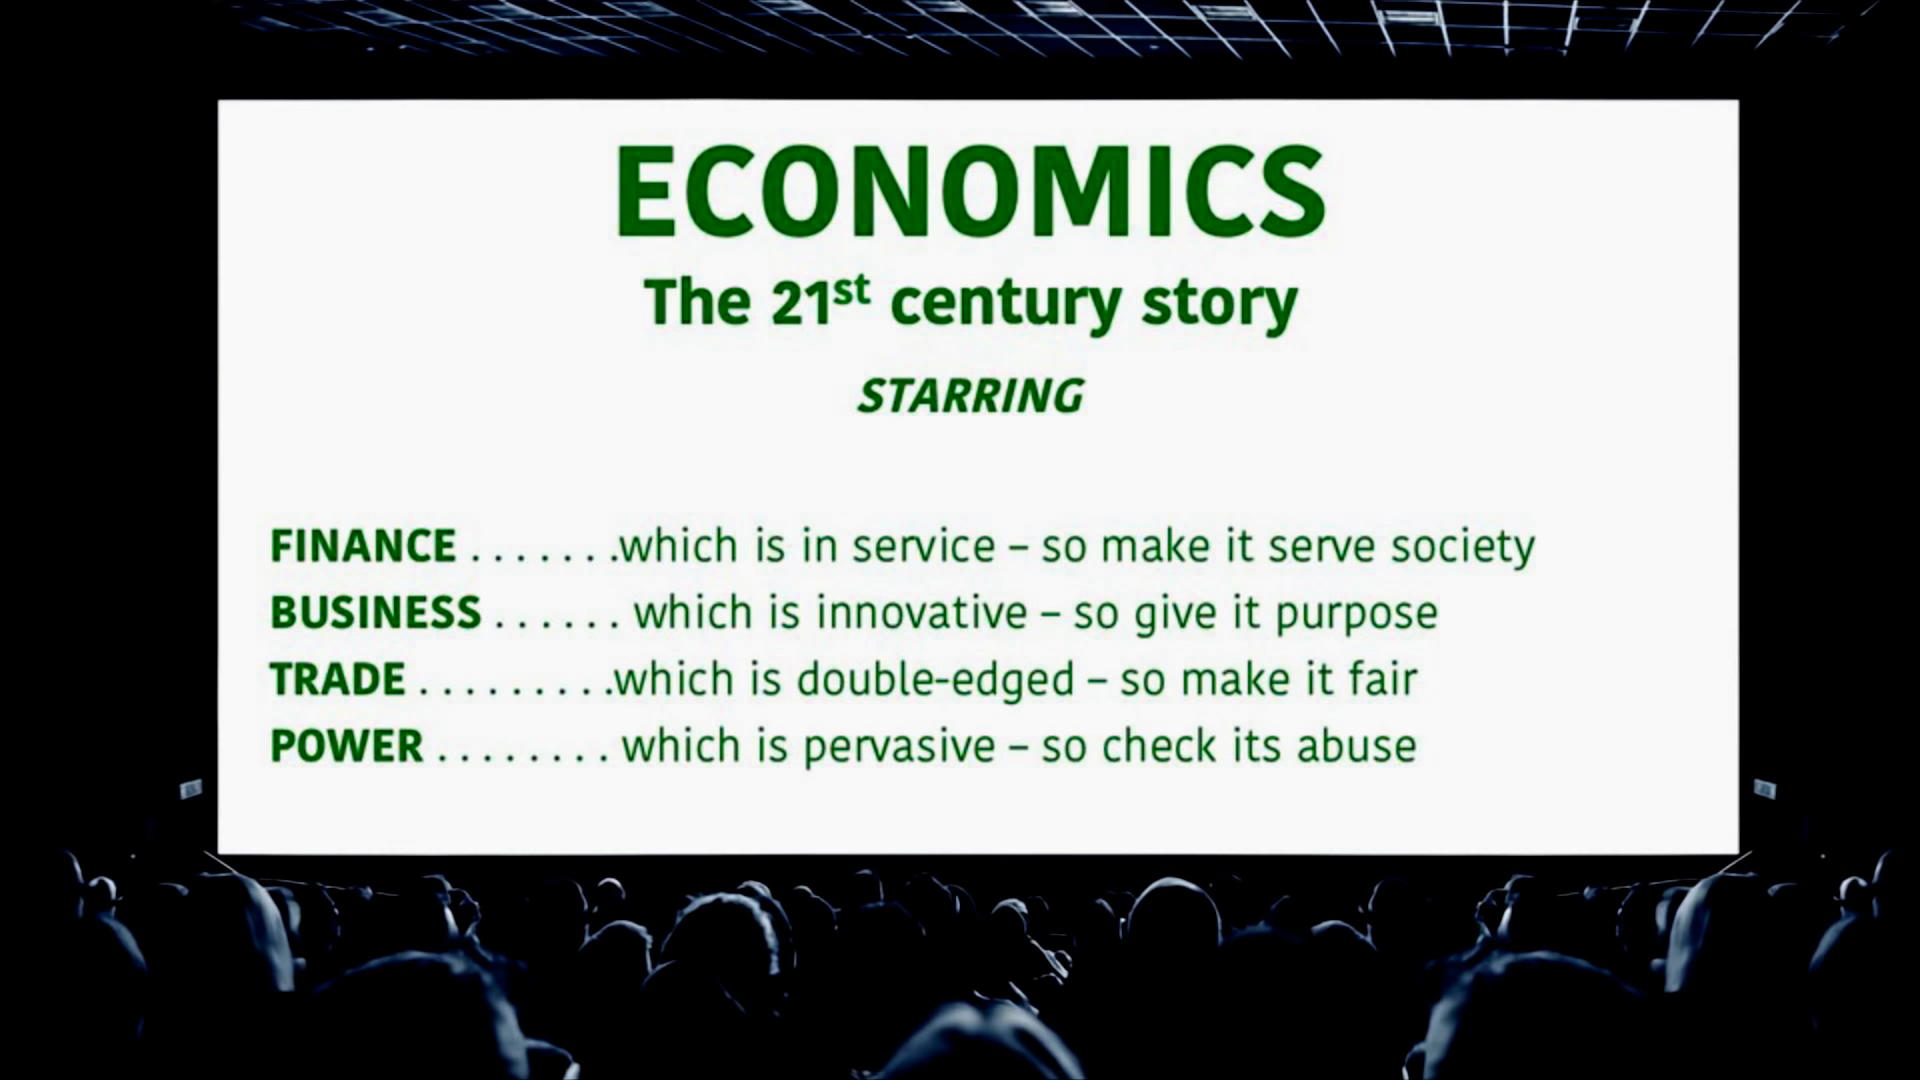 ECONOMICS
The 21st century story
STARRING
FINANCE . . . . . . .which is in service – so make it serve society
BUSINESS . . . . . . which is innovative – so give it purpose
TRADE . . . . . . . . .which is double-edged – so make it fair
POWER . . . . . . . . which is pervasive – so check its abuse